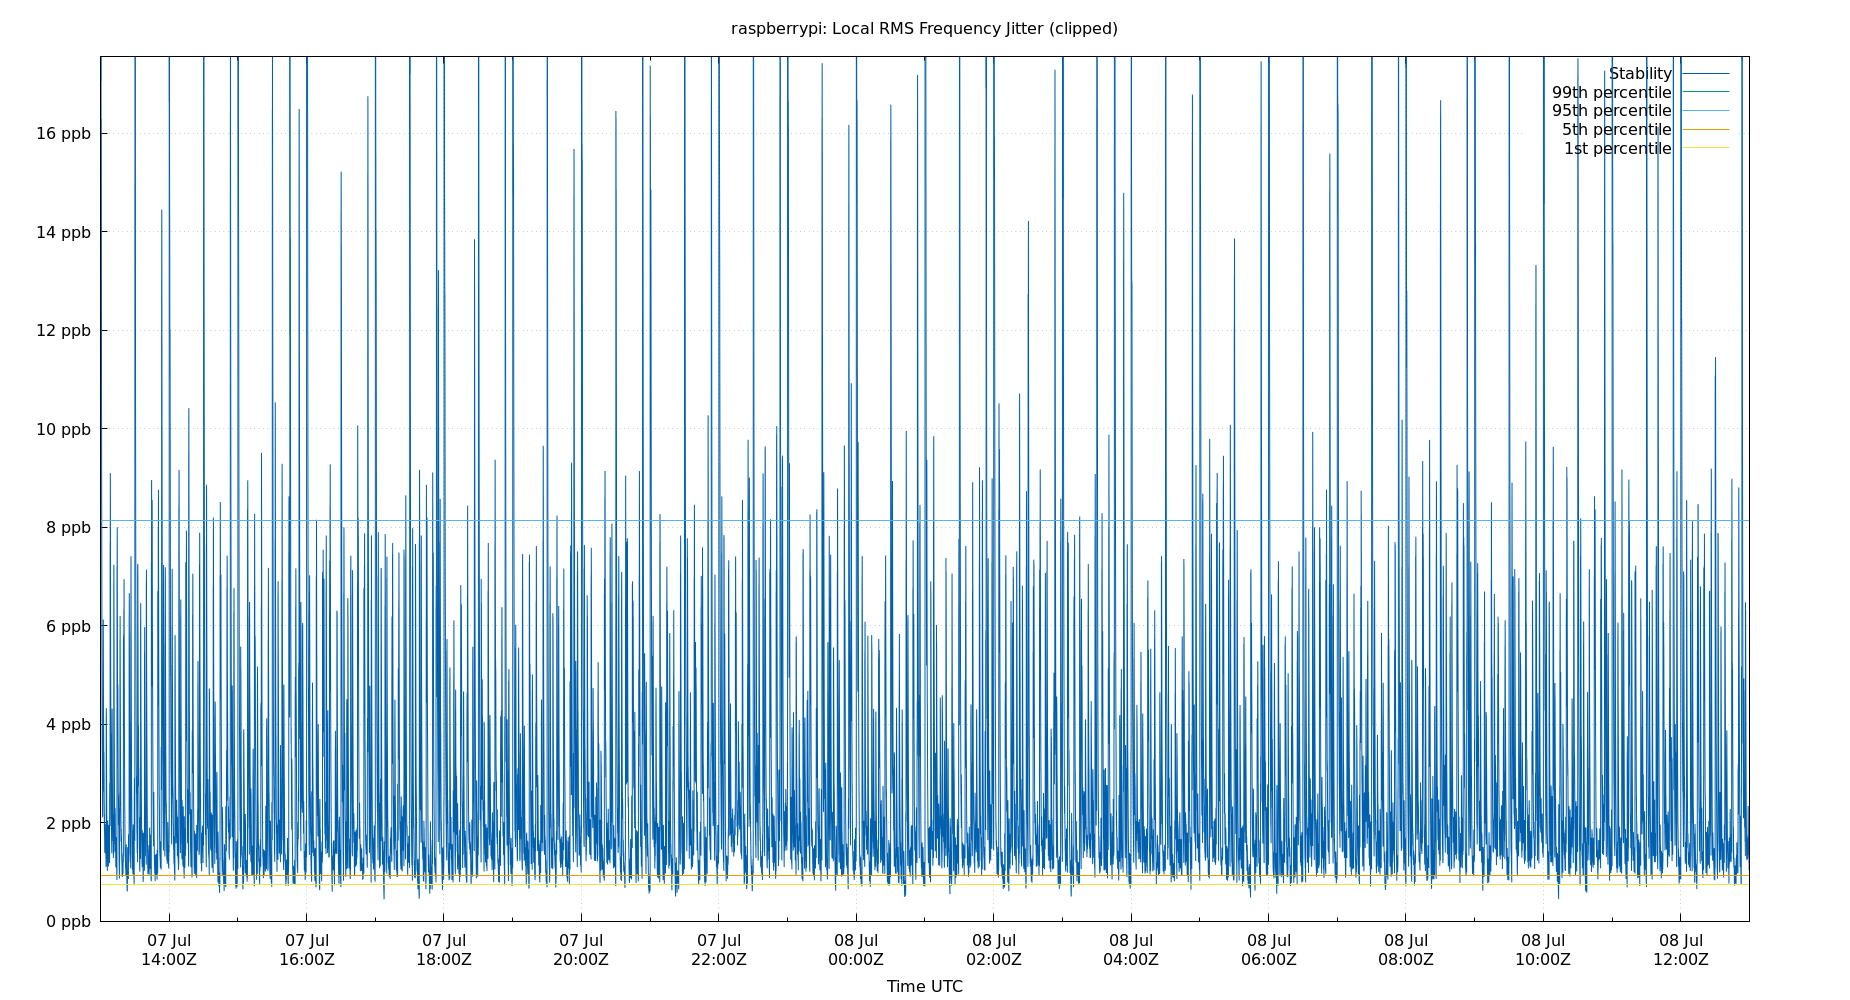 raspberrypi: Local RMS Frequency Jitter (clipped)
Stability
99th percentile
95th percentile
5th percentile
1st percentile
16 ppb
14 ppb
12 ppb
10 ppb
8 ppb
6 ppb
4 ppb
2 ppb
0 ppb
07 Jul 07 Jul 07 Jul 07 Jul 07 Jul 08 Jul 08 Jul 08 Jul 08 Jul 08 Jul 08 Jul 08 Jul
14:00Z 16:00Z 18:00Z 20:00Z 22:00Z 00:00Z 02:00Z 04:00Z 06:00Z 08:00Z 10:00Z 12:00Z
Time UTC